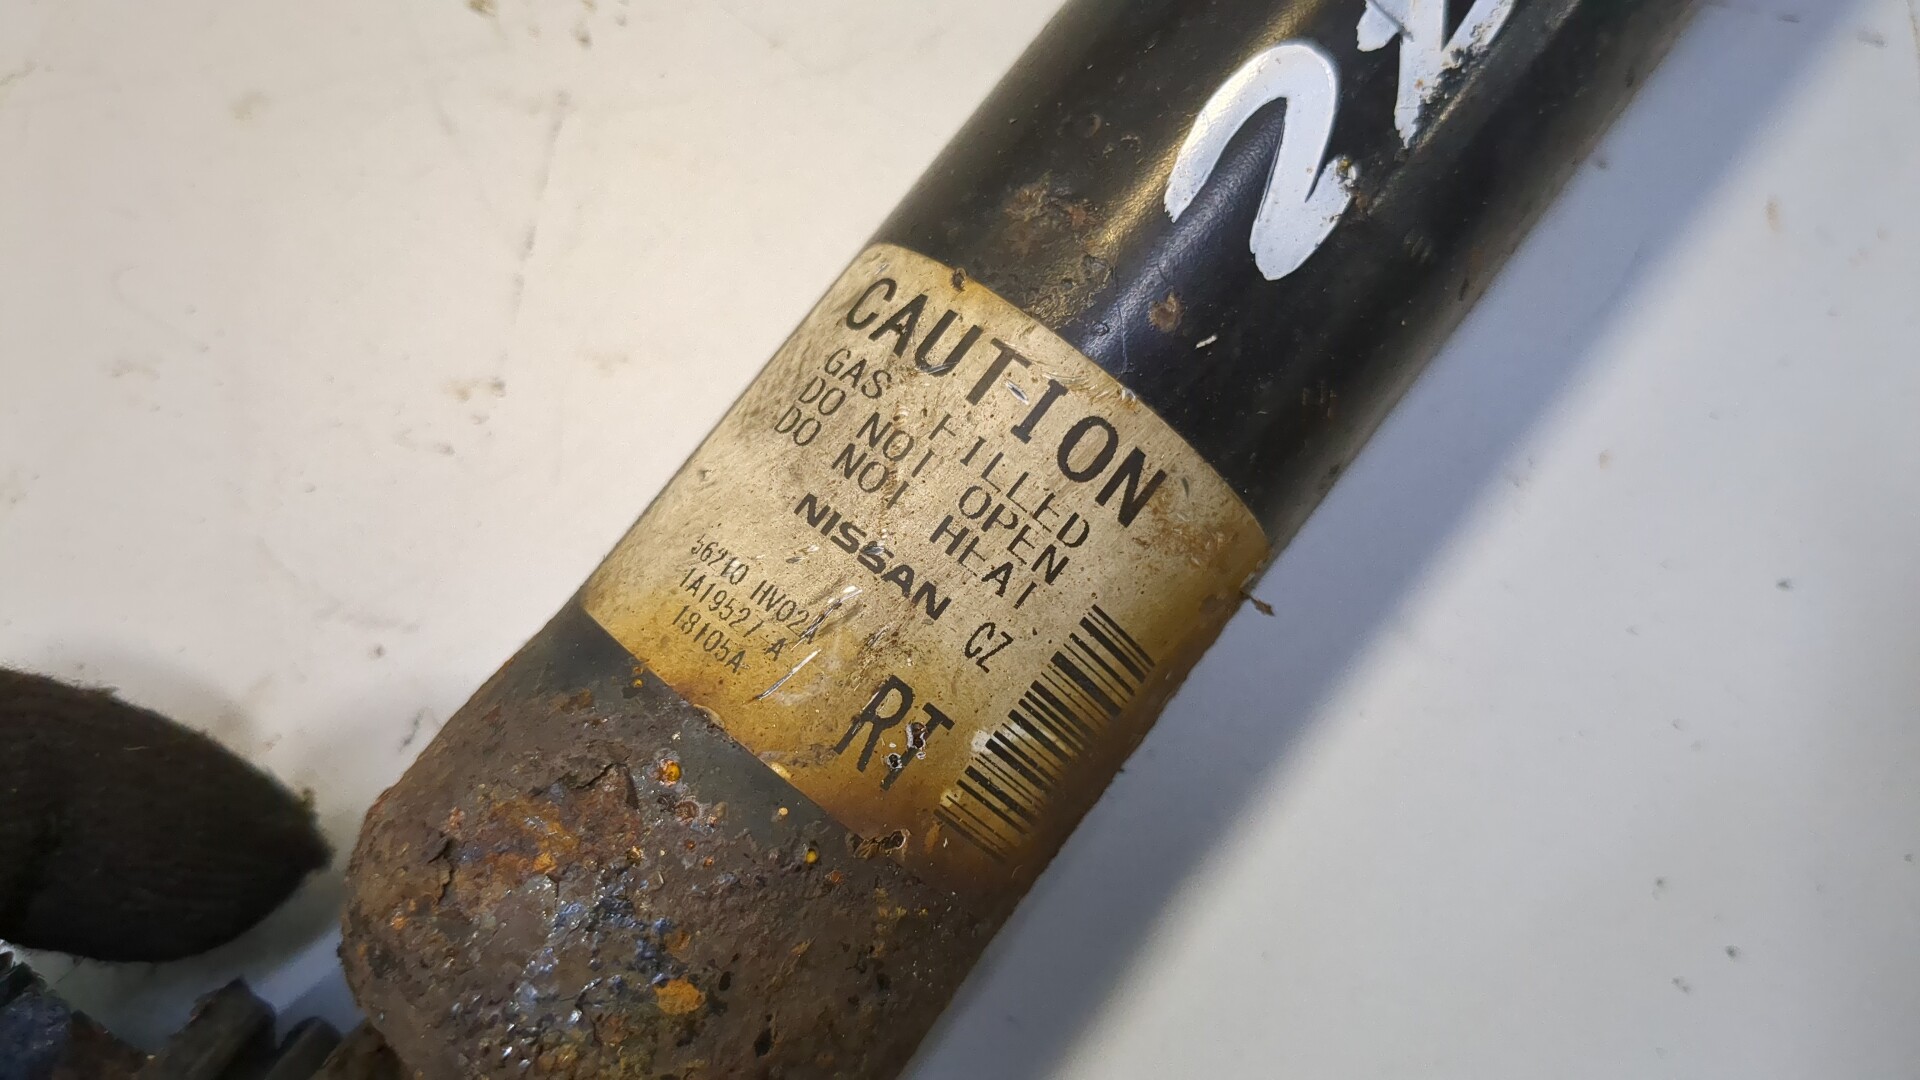 CAUTION
GAS FILLED
DO NOT OPEN
DO NOT HEAT
NISSAN CZ
56210 HV02A
1A19527-A
18105A
RT